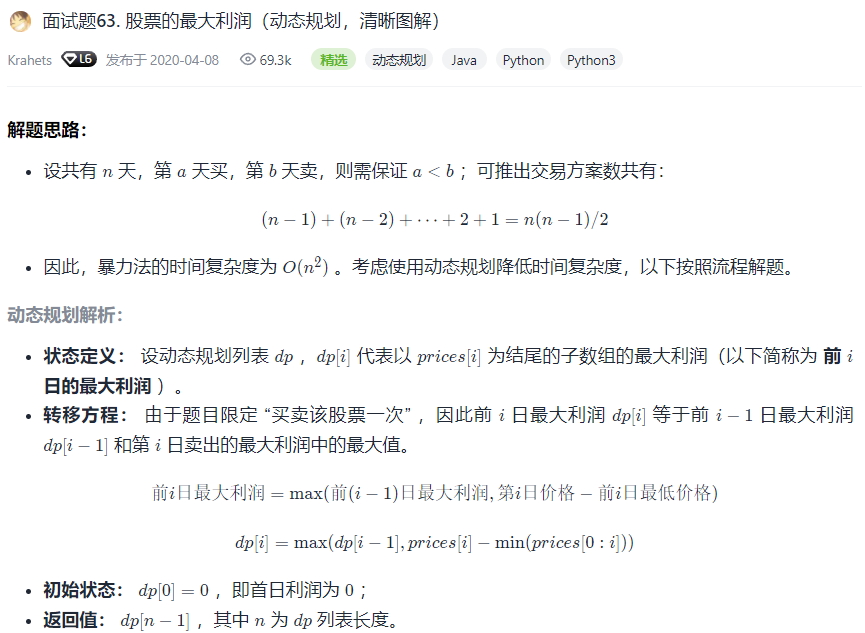 面试题63. 股票的最大利润（动态规划，清晰图解）
Krahets L6 发布于 2020-04-08 69.3k 精选 动态规划 Java Python Python3
解题思路：
• 设共有 n 天，第 a 天买，第 b 天卖，则需保证 a < b ；可推出交易方案数共有：
(n − 1) + (n − 2) + ⋯ + 2 + 1 = n(n − 1)/2
• 因此，暴力法的时间复杂度为 O(n²) 。考虑使用动态规划降低时间复杂度，以下按照流程解题。
动态规划解析：
• 状态定义： 设动态规划列表 dp ，dp[i] 代表以 prices[i] 为结尾的子数组的最大利润（以下简称为 前 i
日的最大利润 ）。
• 转移方程： 由于题目限定 “买卖该股票一次” ，因此前 i 日最大利润 dp[i] 等于前 i − 1 日最大利润
dp[i − 1] 和第 i 日卖出的最大利润中的最大值。
前i日最大利润 = max(前(i − 1)日最大利润, 第i日价格 − 前i日最低价格)
dp[i] = max(dp[i − 1], prices[i] − min(prices[0 : i]))
• 初始状态： dp[0] = 0 ，即首日利润为 0 ；
• 返回值： dp[n − 1] ，其中 n 为 dp 列表长度。